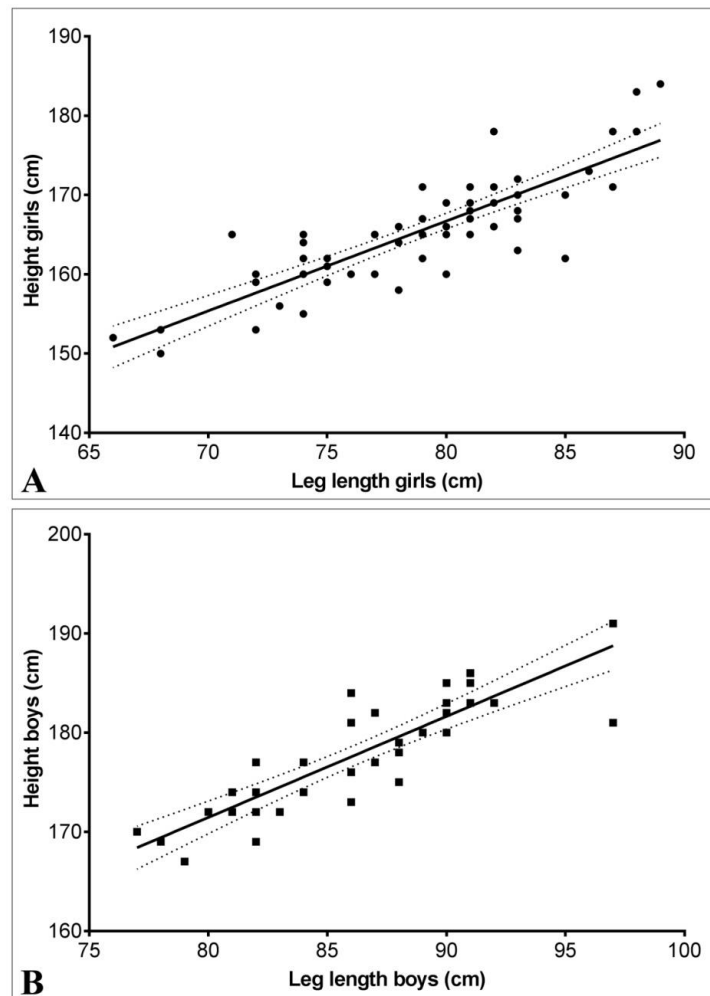 190
180
170
160
150
140
Height girls (cm)
65 70 75 80 85 90
Leg length girls (cm)
A
200
190
180
170
160
Height boys (cm)
75 80 85 90 95 100
Leg length boys (cm)
B